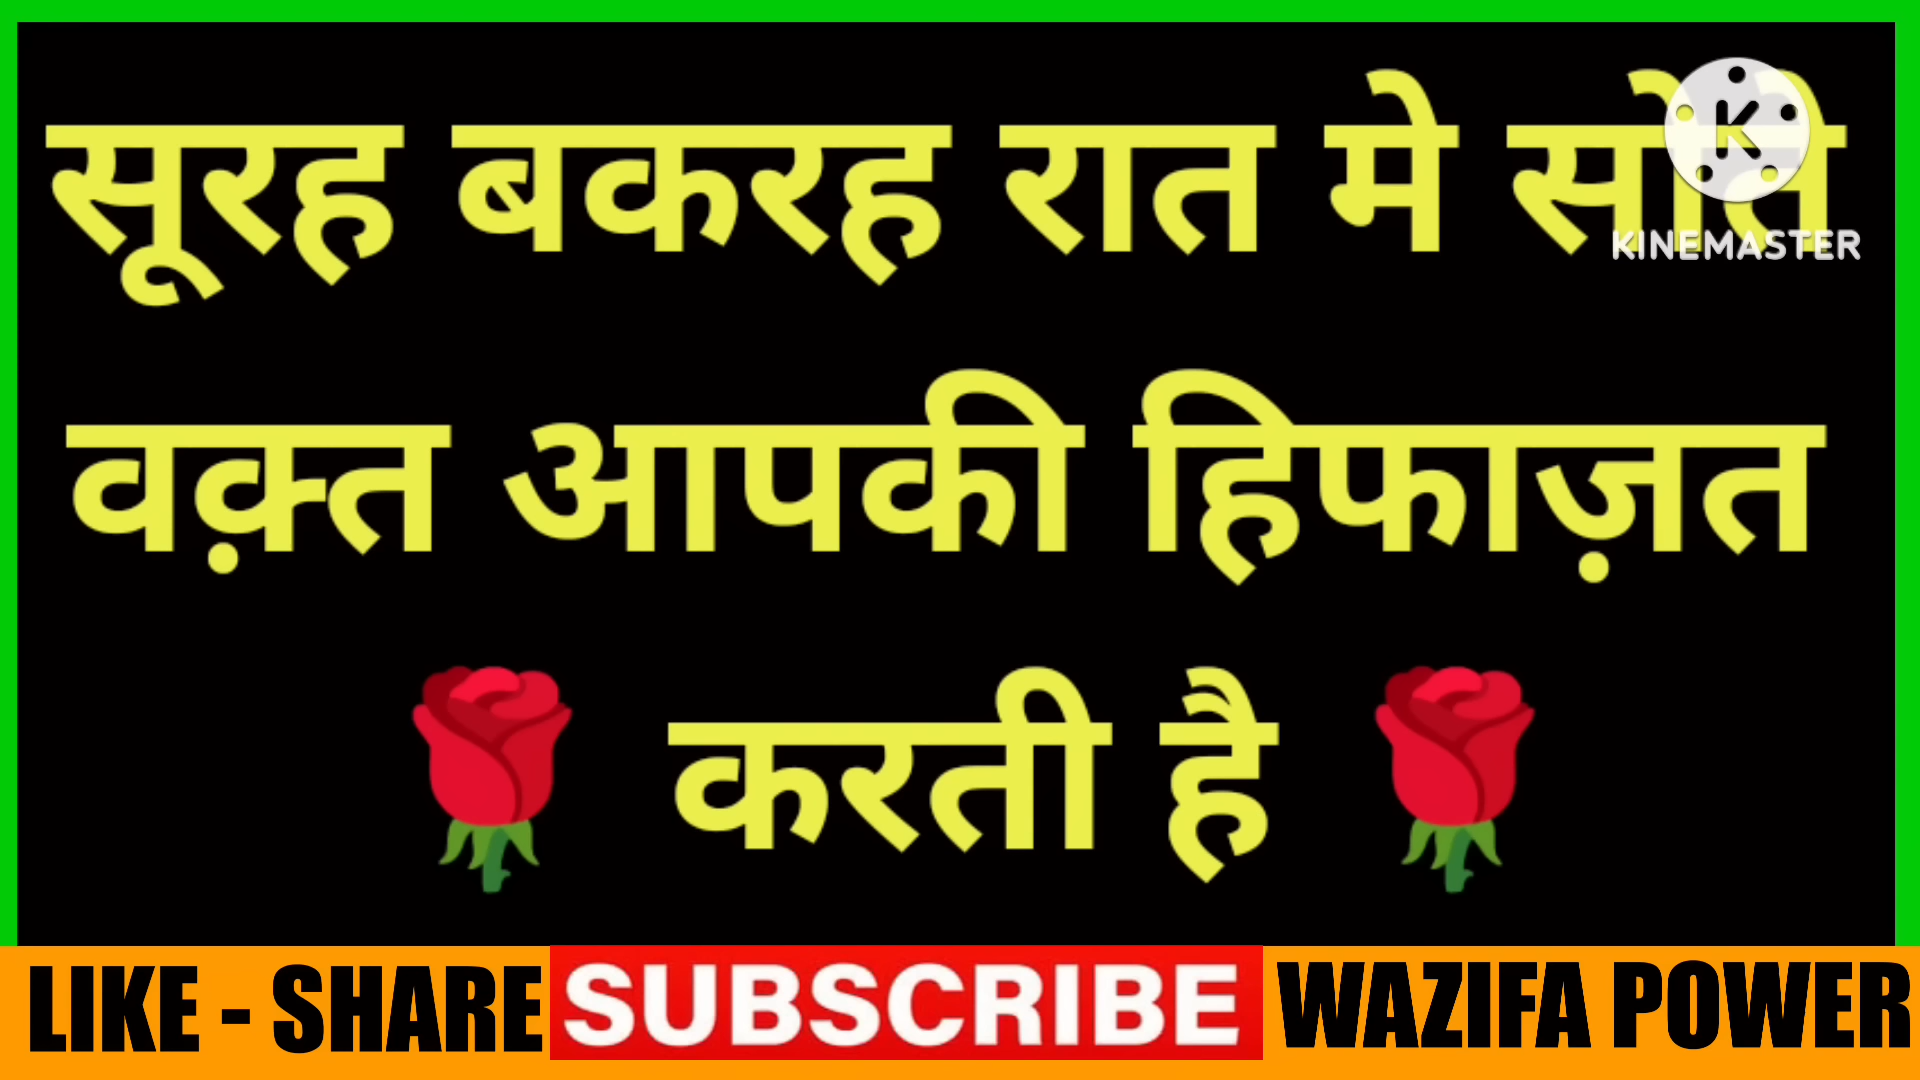 सूरह बकरह रात मे सोते
KINEMASTER
वक़्त आपकी हिफाज़त
🌹 करती है 🌹
LIKE - SHARE SUBSCRIBE WAZIFA POWER